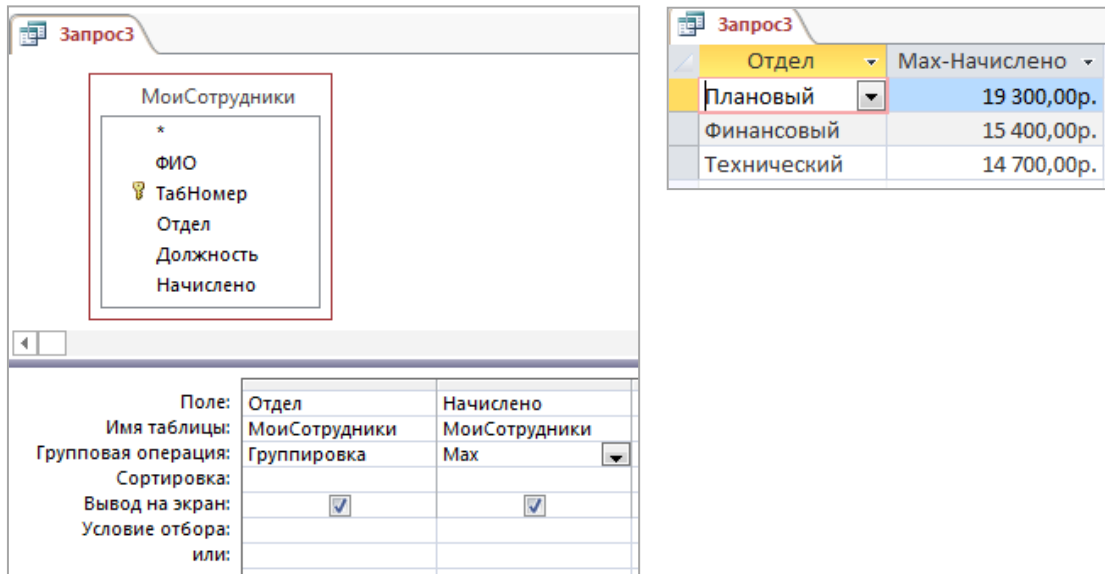 Запрос3
МоиСотрудники
*
ФИО
ТабНомер
Отдел
Должность
Начислено
Поле: Отдел Начислено
Имя таблицы: МоиСотрудники МоиСотрудники
Групповая операция: Группировка Max
Сортировка:
Вывод на экран:
Условие отбора:
или:
Запрос3
Отдел Max-Начислено
Плановый 19 300,00р.
Финансовый 15 400,00р.
Технический 14 700,00р.